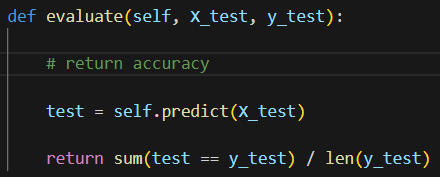 def evaluate(self, X_test, y_test):
# return accuracy
test = self.predict(X_test)
return sum(test == y_test) / len(y_test)